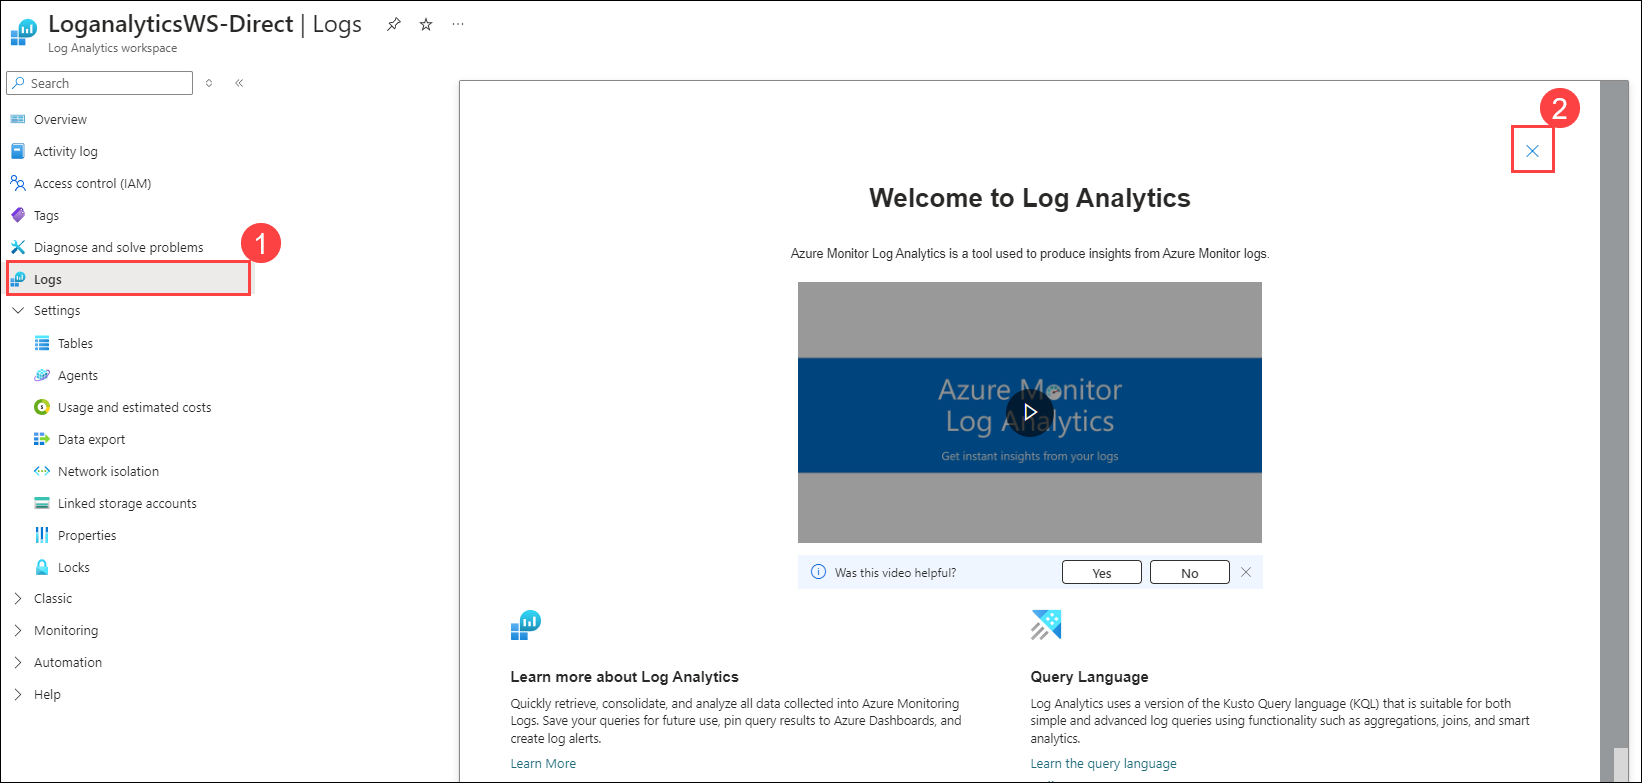 LoganalyticsWS-Direct | Logs
Log Analytics workspace
Search
Overview
Activity log
Access control (IAM)
Tags
Diagnose and solve problems
1
Logs
Settings
Tables
Agents
Usage and estimated costs
Data export
Network isolation
Linked storage accounts
Properties
Locks
Classic
Monitoring
Automation
Help
2
Welcome to Log Analytics
Azure Monitor Log Analytics is a tool used to produce insights from Azure Monitor logs.
Azure Monitor
Log Analytics
Get instant insights from your logs
Was this video helpful?
Yes
No
Learn more about Log Analytics
Quickly retrieve, consolidate, and analyze all data collected into Azure Monitoring
Logs. Save your queries for future use, pin query results to Azure Dashboards, and
create log alerts.
Learn More
Query Language
Log Analytics uses a version of the Kusto Query language (KQL) that is suitable for both
simple and advanced log queries using functionality such as aggregations, joins, and smart
analytics.
Learn the query language